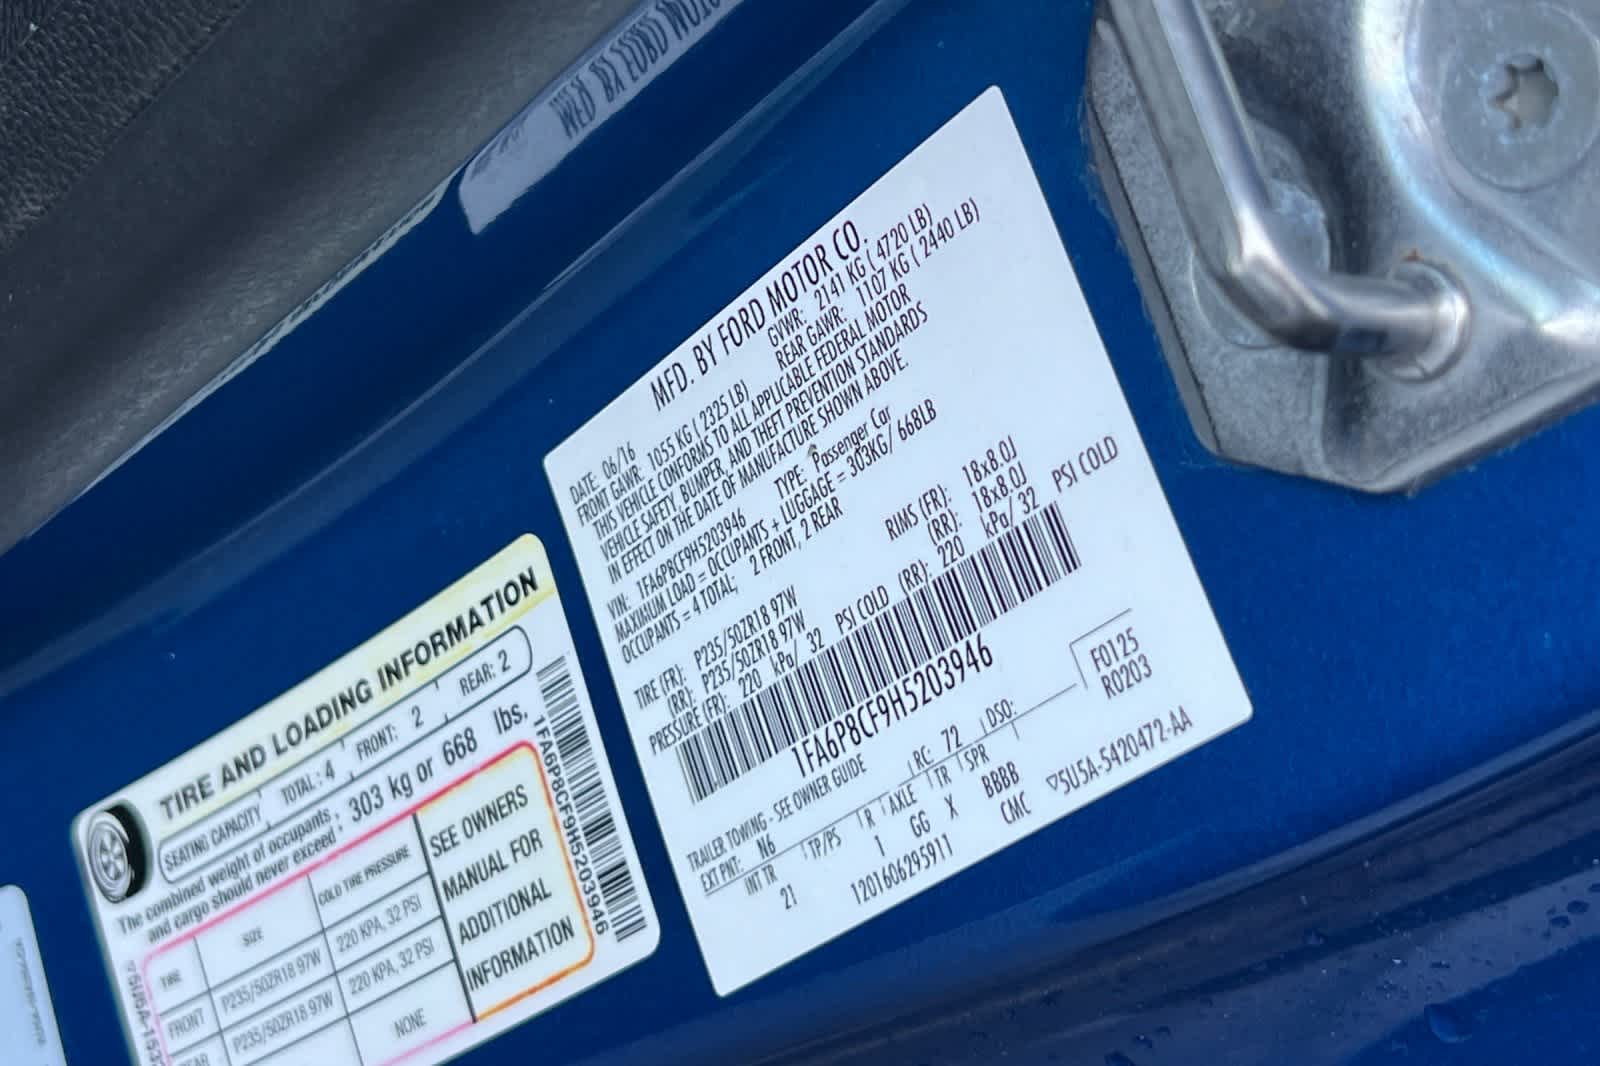 MFD. BY FORD MOTOR CO.
DATE: 06/16 GVWR: 2141 KG ( 4720 LB)
FRONT GAWR: 1055 KG ( 2325 LB) REAR GAWR: 1107 KG ( 2440 LB)
THIS VEHICLE CONFORMS TO ALL APPLICABLE FEDERAL MOTOR
VEHICLE SAFETY, BUMPER, AND THEFT PREVENTION STANDARDS
IN EFFECT ON THE DATE OF MANUFACTURE SHOWN ABOVE.
VIN: 1FA6P8CF9H5203946 TYPE: Passenger Car
MAXIMUM LOAD = OCCUPANTS + LUGGAGE = 303KG/ 668LB
OCCUPANTS = 4 TOTAL; 2 FRONT, 2 REAR
TIRE (FR): P235/50ZR18 97W RIMS (FR): 18x8.0J
(RR): P235/50ZR18 97W (RR): 18x8.0J
PRESSURE (FR): 220 kPa/ 32 PSI COLD (RR): 220 kPa/ 32 PSI COLD
1FA6P8CF9H5203946
TRAILER TOWING - SEE OWNER GUIDE
EXT PNT: N6 RC: 72 DSO:
F0125
R0203
INT TR TP/PS R AXLE TR SPR
21 1 GG X BBBB
CMC
1201606295911
▽5U5A-5420472-AA
TIRE AND LOADING INFORMATION
SEATING CAPACITY TOTAL: 4 FRONT: 2 REAR: 2
The combined weight of occupants
and cargo should never exceed : 303 kg or 668 lbs.
TIRE SIZE COLD TIRE PRESSURE
FRONT P235/50ZR18 97W 220 KPA, 32 PSI
P235/50ZR18 97W 220 KPA, 32 PSI
NONE
SEE OWNERS
MANUAL FOR
ADDITIONAL
INFORMATION
1FA6P8CF9H5203946